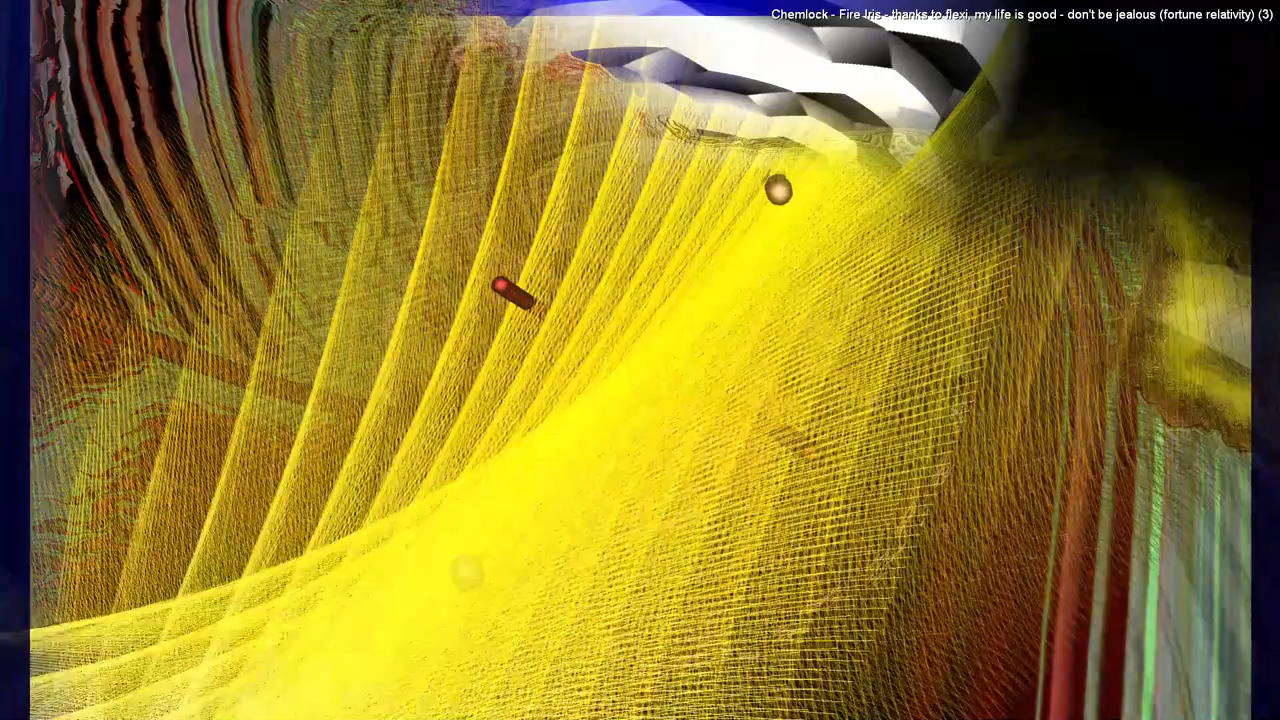 Chemlock - Fire Iris - thanks to flexi, my life is good - don't be jealous (fortune relativity) (3)